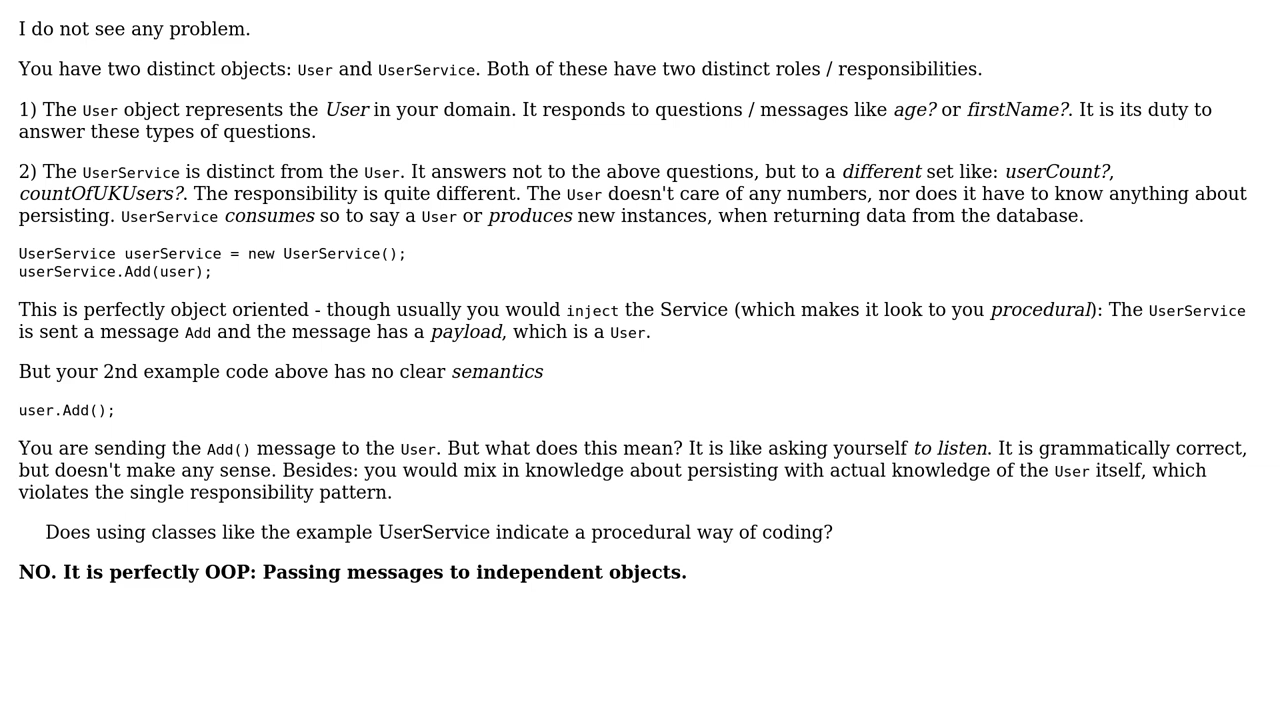 I do not see any problem.
You have two distinct objects: User and UserService. Both of these have two distinct roles / responsibilities.
1) The User object represents the User in your domain. It responds to questions / messages like age? or firstName?. It is its duty to
answer these types of questions.
2) The UserService is distinct from the User. It answers not to the above questions, but to a different set like: userCount?,
countOfUKUsers?. The responsibility is quite different. The User doesn't care of any numbers, nor does it have to know anything about
persisting. UserService consumes so to say a User or produces new instances, when returning data from the database.
UserService userService = new UserService();
userService.Add(user);
This is perfectly object oriented - though usually you would inject the Service (which makes it look to you procedural): The UserService
is sent a message Add and the message has a payload, which is a User.
But your 2nd example code above has no clear semantics
user.Add();
You are sending the Add() message to the User. But what does this mean? It is like asking yourself to listen. It is grammatically correct,
but doesn't make any sense. Besides: you would mix in knowledge about persisting with actual knowledge of the User itself, which
violates the single responsibility pattern.
Does using classes like the example UserService indicate a procedural way of coding?
NO. It is perfectly OOP: Passing messages to independent objects.